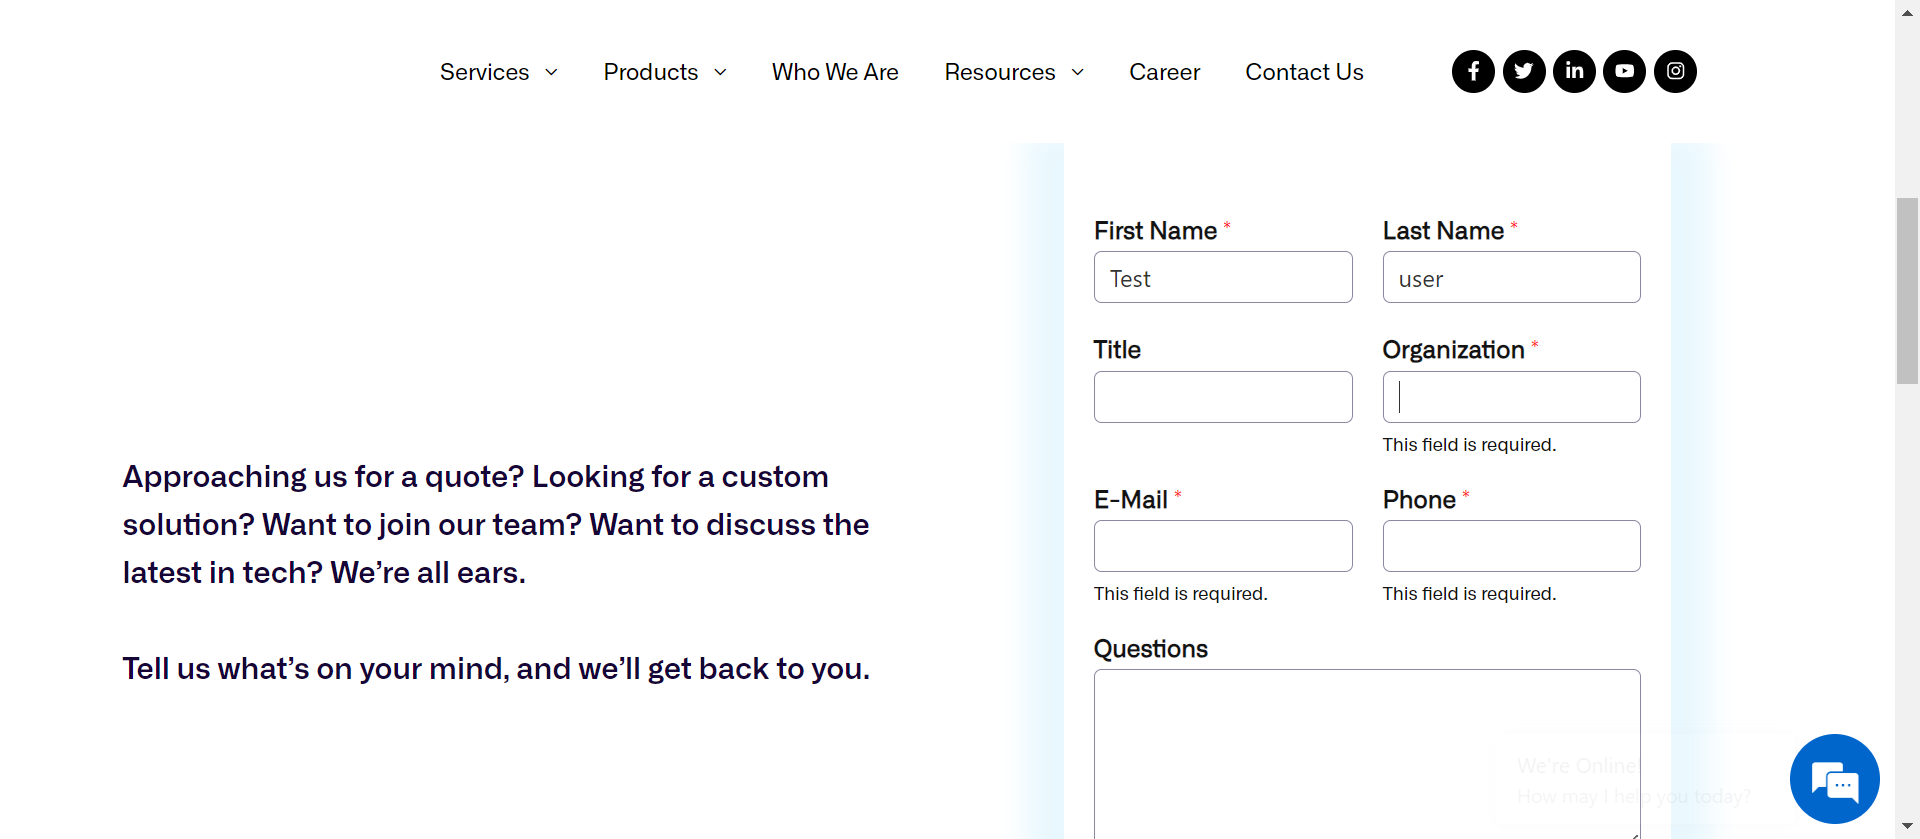 Services
Products
Who We Are
Resources
Career
Contact Us
First Name *
Last Name *
Test
user
Title
Organization *
This field is required.
Approaching us for a quote? Looking for a custom
solution? Want to join our team? Want to discuss the
latest in tech? We’re all ears.
Tell us what’s on your mind, and we’ll get back to you.
E-Mail *
Phone *
This field is required.
This field is required.
Questions
We're Online!
How may I help you today?